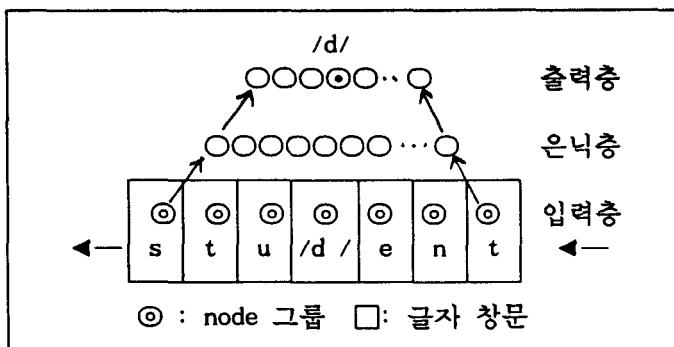 /d/
출력층
은닉층
입력층
s t u /d/ e n t
◎ : node 그룹 □: 글자 창문